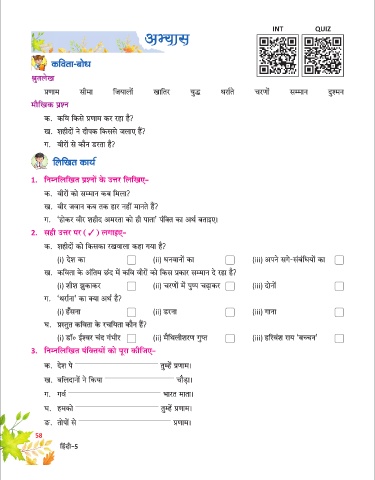 INT QUIZ
अभ्यास
कविता-बोध
श्रुतलेख
प्रणाम सीमा जियालों खातिर युद्ध थर्राते चरणों सम्मान दुश्मन
मौखिक प्रश्न
क. कवि किसे प्रणाम कर रहा है?
ख. शहीदों ने दीपक किससे जलाए हैं?
ग. वीरों से कौन डरता है?
लिखित कार्य
1. निम्नलिखित प्रश्नों के उत्तर लिखिए-
क. वीरों को सम्मान कब मिला?
ख. वीर जवान कब तक हार नहीं मानते हैं?
ग. 'होकर वीर शहीद अमरता को ही पाता' पंक्ति का अर्थ बताइए।
2. सही उत्तर पर (✓) लगाइए-
क. शहीदों को किसका रखवाला कहा गया है?
(i) देश का (ii) धनवानों का (iii) अपने सगे-संबंधियों का
ख. कविता के अंतिम छंद में कवि वीरों को किस प्रकार सम्मान दे रहा है?
(i) शीश झुकाकर (ii) चरणों में पुष्प चढ़ाकर (iii) दोनों
ग. 'थर्राना' का क्या अर्थ है?
(i) हँसना (ii) डरना (iii) गाना
घ. प्रस्तुत कविता के रचयिता कौन हैं?
(i) डॉ० ईश्वर चंद गंभीर (ii) मैथिलीशरण गुप्त (iii) हरिवंश राय 'बच्चन'
3. निम्नलिखित पंक्तियों को पूरा कीजिए-
क. देश पे तुम्हें प्रणाम।
ख. बलिदानों ने किया चौड़ा।
ग. गर्व भारत माता।
घ. हमको तुम्हें प्रणाम।
ङ. तोपों से प्रणाम।
58
हिंदी-5